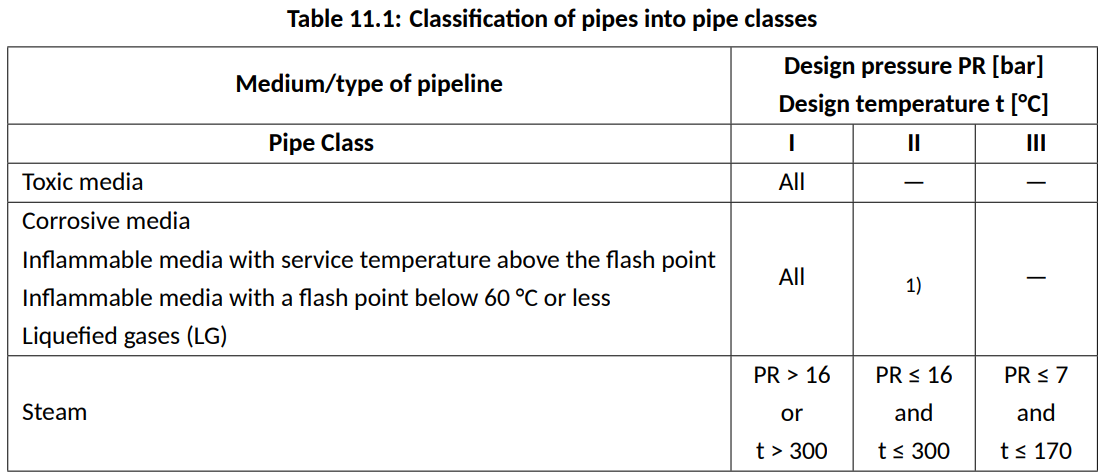 Table 11.1: Classification of pipes into pipe classes
Medium/type of pipeline
Design pressure PR [bar]
Design temperature t [°C]
Pipe Class
I
II
III
Toxic media
All
—
—
Corrosive media
Inflammable media with service temperature above the flash point
Inflammable media with a flash point below 60 °C or less
Liquefied gases (LG)
All
1)
—
Steam
PR > 16
or
t > 300
PR ≤ 16
and
t ≤ 300
PR ≤ 7
and
t ≤ 170